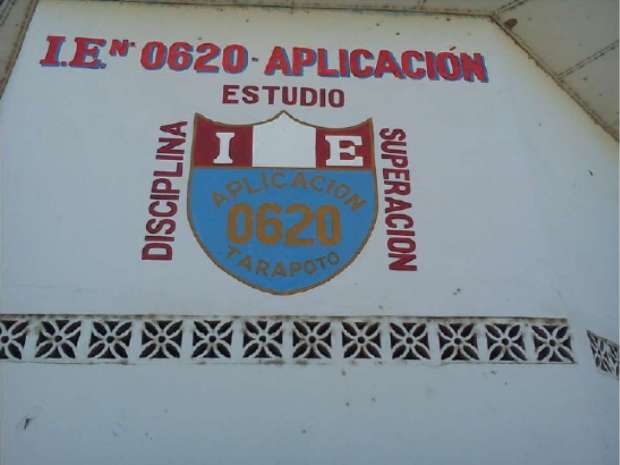 I.E. Nº 0620 - APLICACIÓN
ESTUDIO
DISCIPLINA
SUPERACION
I E
APLICACION
0620
TARAPOTO